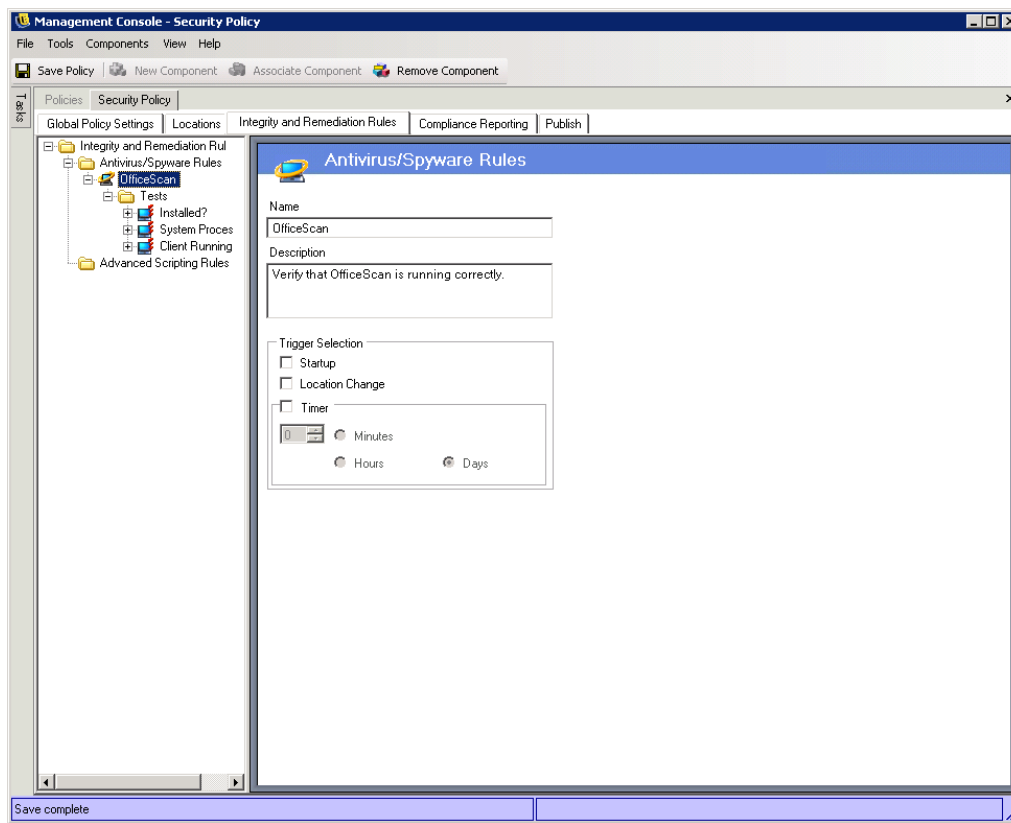 Management Console - Security Policy
File Tools Components View Help
Save Policy New Component Associate Component Remove Component
Tasks
Policies Security Policy
Global Policy Settings Locations Integrity and Remediation Rules Compliance Reporting Publish
Integrity and Remediation Rul
Antivirus/Spyware Rules
OfficeScan
Tests
Installed?
System Proces
Client Running
Advanced Scripting Rules
Antivirus/Spyware Rules
Name
OfficeScan
Description
Verify that OfficeScan is running correctly.
Trigger Selection
Startup
Location Change
Timer
0 Minutes
Hours Days
Save complete